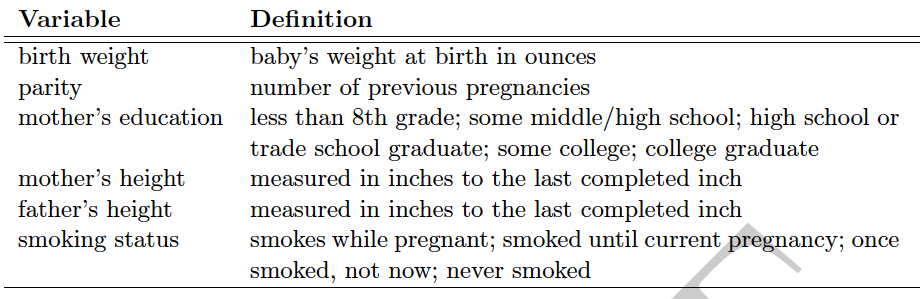 Variable Definition
birth weight baby's weight at birth in ounces
parity number of previous pregnancies
mother's education less than 8th grade; some middle/high school; high school or
trade school graduate; some college; college graduate
mother's height measured in inches to the last completed inch
father's height measured in inches to the last completed inch
smoking status smokes while pregnant; smoked until current pregnancy; once
smoked, not now; never smoked